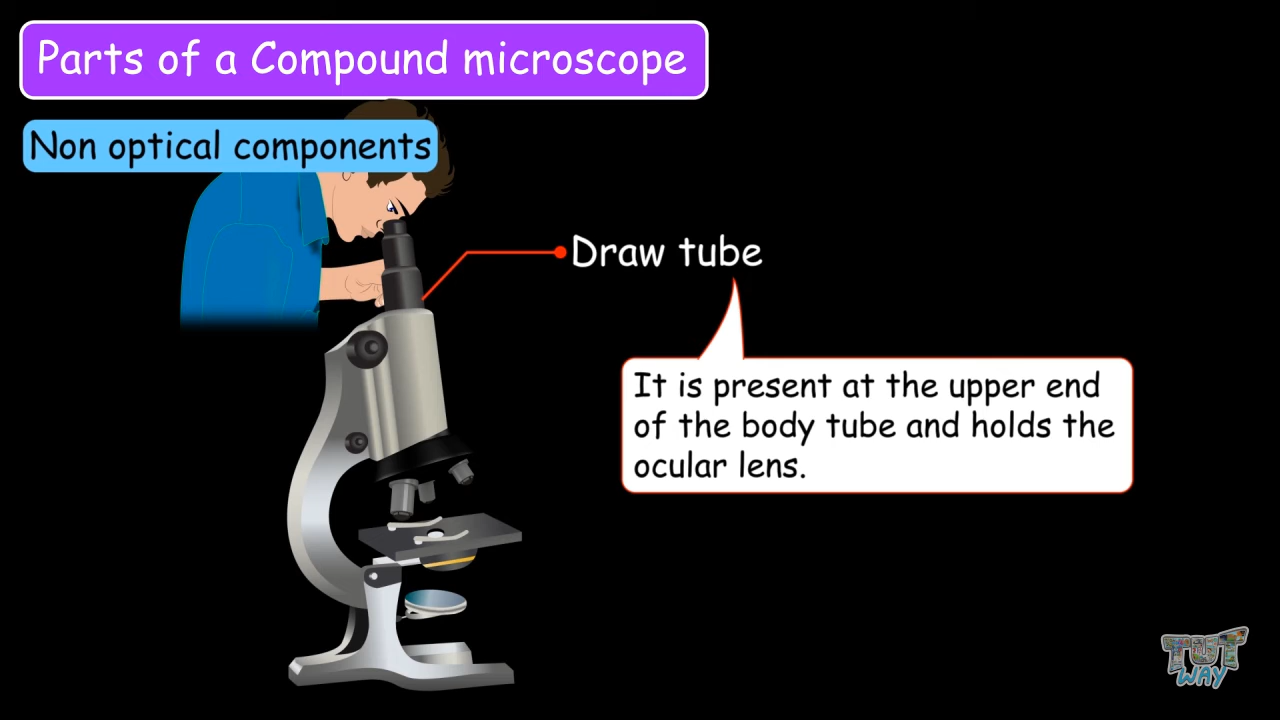 Parts of a Compound microscope
Non optical components
Draw tube
It is present at the upper end
of the body tube and holds the
ocular lens.
TUT
WAY